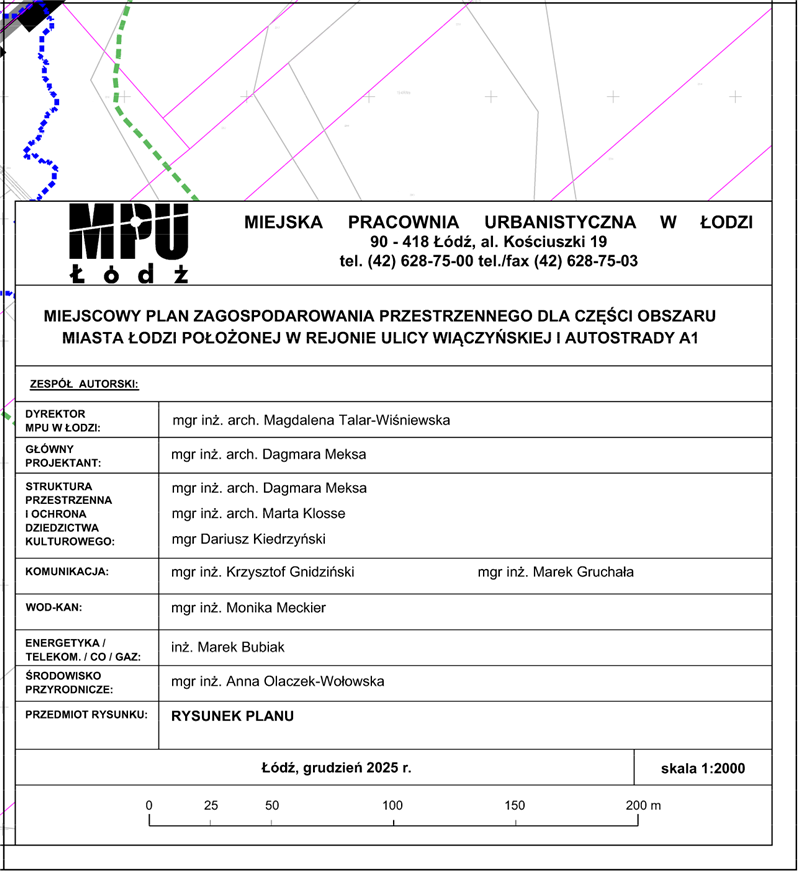 MPU
Łódź
MIEJSKA PRACOWNIA URBANISTYCZNA W ŁODZI
90 - 418 Łódź, al. Kościuszki 19
tel. (42) 628-75-00 tel./fax (42) 628-75-03
MIEJSCOWY PLAN ZAGOSPODAROWANIA PRZESTRZENNEGO DLA CZĘŚCI OBSZARU
MIASTA ŁODZI POŁOŻONEJ W REJONIE ULICY WIĄCZYŃSKIEJ I AUTOSTRADY A1
ZESPÓŁ AUTORSKI:
DYREKTOR
MPU W ŁODZI:
mgr inż. arch. Magdalena Talar-Wiśniewska
GŁÓWNY
PROJEKTANT:
mgr inż. arch. Dagmara Meksa
STRUKTURA
PRZESTRZENNA
I OCHRONA
DZIEDZICTWA
KULTUROWEGO:
mgr inż. arch. Dagmara Meksa
mgr inż. arch. Marta Klosse
mgr Dariusz Kiedrzyński
KOMUNIKACJA:
mgr inż. Krzysztof Gnidziński mgr inż. Marek Gruchała
WOD-KAN:
mgr inż. Monika Meckier
ENERGETYKA /
TELEKOM. / CO / GAZ:
inż. Marek Bubiak
ŚRODOWISKO
PRZYRODNICZE:
mgr inż. Anna Olaczek-Wołowska
PRZEDMIOT RYSUNKU:
RYSUNEK PLANU
Łódź, grudzień 2025 r.
skala 1:2000
0 25 50 100 150 200 m